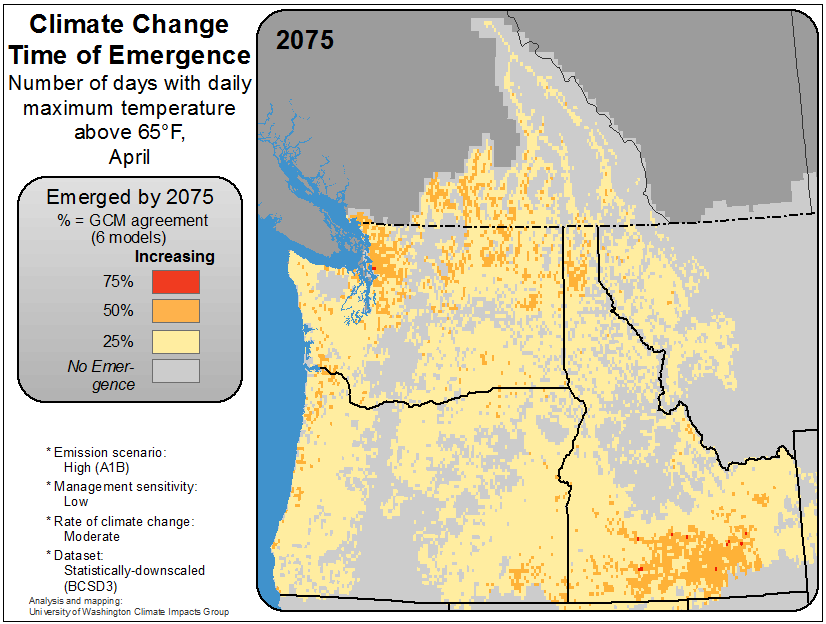 Climate Change
Time of Emergence
Number of days with daily
maximum temperature
above 65°F,
April
2075
Emerged by 2075
% = GCM agreement
(6 models)
Increasing
75%
50%
25%
No Emer-
gence
* Emission scenario:
High (A1B)
* Management sensitivity:
Low
* Rate of climate change:
Moderate
* Dataset:
Statistically-downscaled
(BCSD3)
Analysis and mapping:
University of Washington Climate Impacts Group